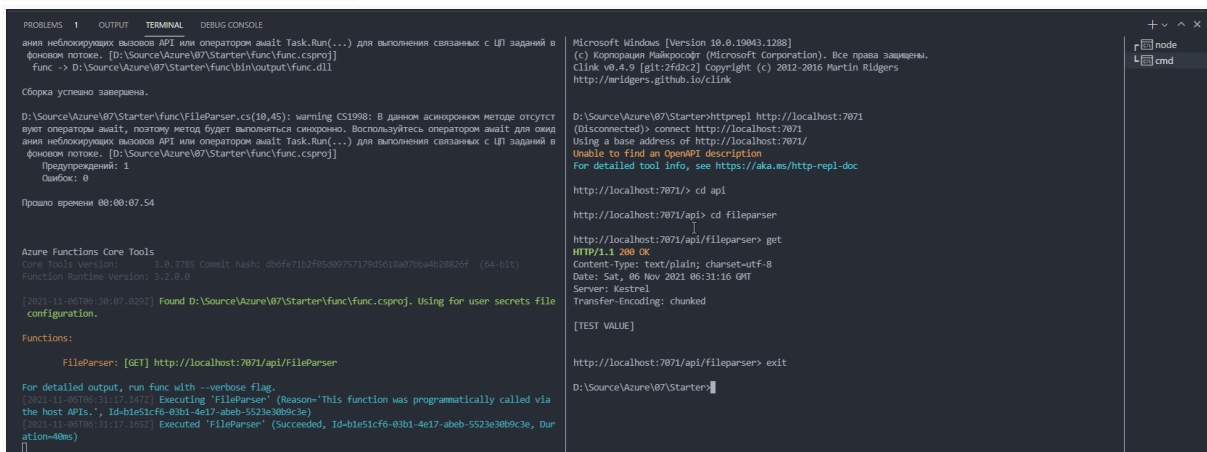 PROBLEMS 1 OUTPUT TERMINAL DEBUG CONSOLE
ания неблокирующих вызовов API или оператором await Task.Run(...) для выполнения связанных с ЦП заданий в
фоновом потоке. [D:\Source\Azure\07\Starter\func\func.csproj]
func -> D:\Source\Azure\07\Starter\func\bin\output\func.dll
Сборка успешно завершена.
D:\Source\Azure\07\Starter\func\FileParser.cs(10,45): warning CS1998: В данном асинхронном методе отсутст
вуют операторы await, поэтому метод будет выполняться синхронно. Воспользуйтесь оператором await для ожид
ания неблокирующих вызовов API или оператором await Task.Run(...) для выполнения связанных с ЦП заданий в
фоновом потоке. [D:\Source\Azure\07\Starter\func\func.csproj]
Предупреждений: 1
Ошибок: 0
Прошло времени 00:00:07.54
Azure Functions Core Tools
Core Tools Version: 3.0.3785 Commit hash: db6fe71b2f05d09757179d5618a07bba4b28826f (64-bit)
Function Runtime Version: 3.2.0.0
[2021-11-06T06:30:07.029Z] Found D:\Source\Azure\07\Starter\func\func.csproj. Using for user secrets file
configuration.
Functions:
FileParser: [GET] http://localhost:7071/api/FileParser
For detailed output, run func with --verbose flag.
[2021-11-06T06:31:17.147Z] Executing 'FileParser' (Reason='This function was programmatically called via
the host APIs.', Id=b1e51cf6-03b1-4e17-abeb-5523e30b9c3e)
[2021-11-06T06:31:17.165Z] Executed 'FileParser' (Succeeded, Id=b1e51cf6-03b1-4e17-abeb-5523e30b9c3e, Dur
ation=40ms)
Microsoft Windows [Version 10.0.19043.1288]
(c) Корпорация Майкрософт (Microsoft Corporation). Все права защищены.
Clink v0.4.9 [git:2fd2c2] Copyright (c) 2012-2016 Martin Ridgers
http://mridgers.github.io/clink
D:\Source\Azure\07\Starter>httprepl http://localhost:7071
(Disconnected)> connect http://localhost:7071
Using a base address of http://localhost:7071/
Unable to find an OpenAPI description
For detailed tool info, see https://aka.ms/http-repl-doc
http://localhost:7071/> cd api
http://localhost:7071/api> cd fileparser
http://localhost:7071/api/fileparser> get
HTTP/1.1 200 OK
Content-Type: text/plain; charset=utf-8
Date: Sat, 06 Nov 2021 06:31:16 GMT
Server: Kestrel
Transfer-Encoding: chunked
[TEST VALUE]
http://localhost:7071/api/fileparser> exit
D:\Source\Azure\07\Starter>
node
cmd